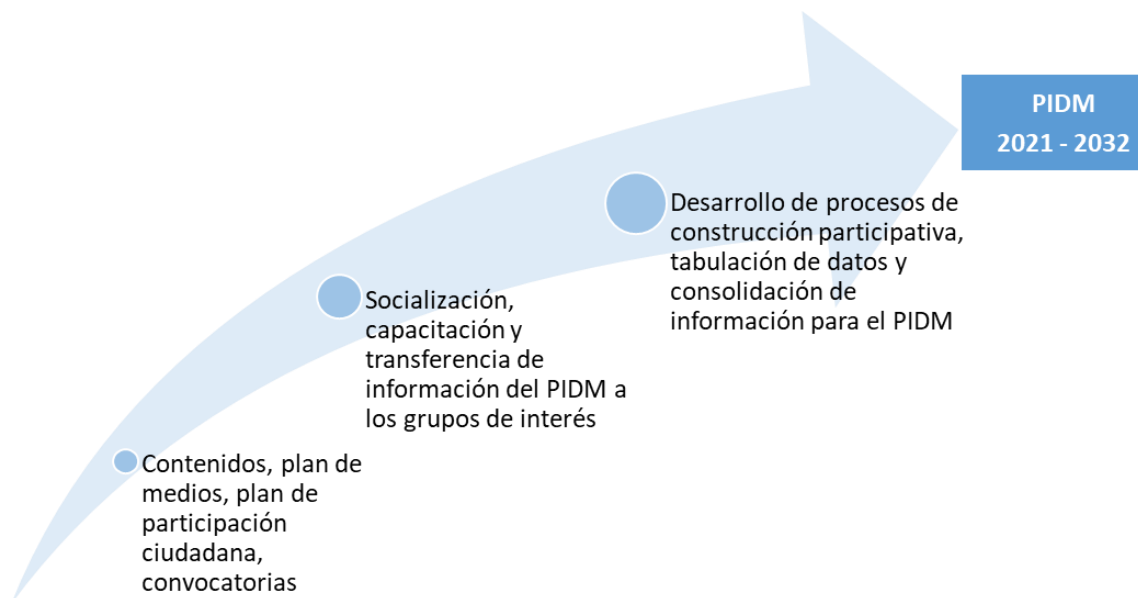 PIDM
2021 - 2032
Desarrollo de procesos de
construcción participativa,
tabulación de datos y
consolidación de
información para el PIDM
Socialización,
capacitación y
transferencia de
información del PIDM a
los grupos de interés
Contenidos, plan de
medios, plan de
participación
ciudadana,
convocatorias